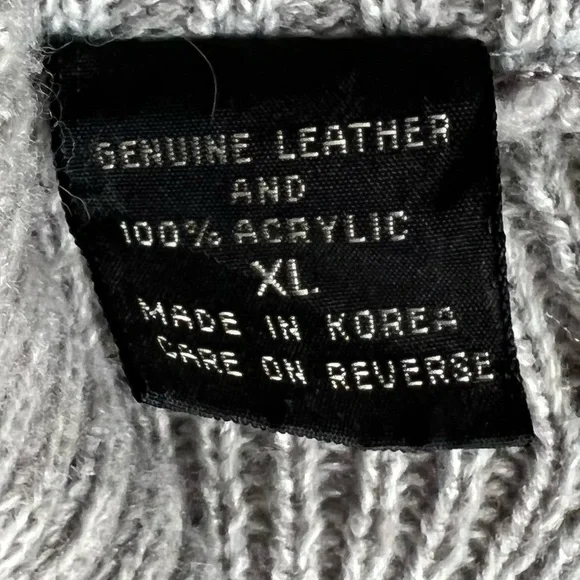 GENUINE LEATHER
AND
100% ACRYLIC
XL
MADE IN KOREA
CARE ON REVERSE